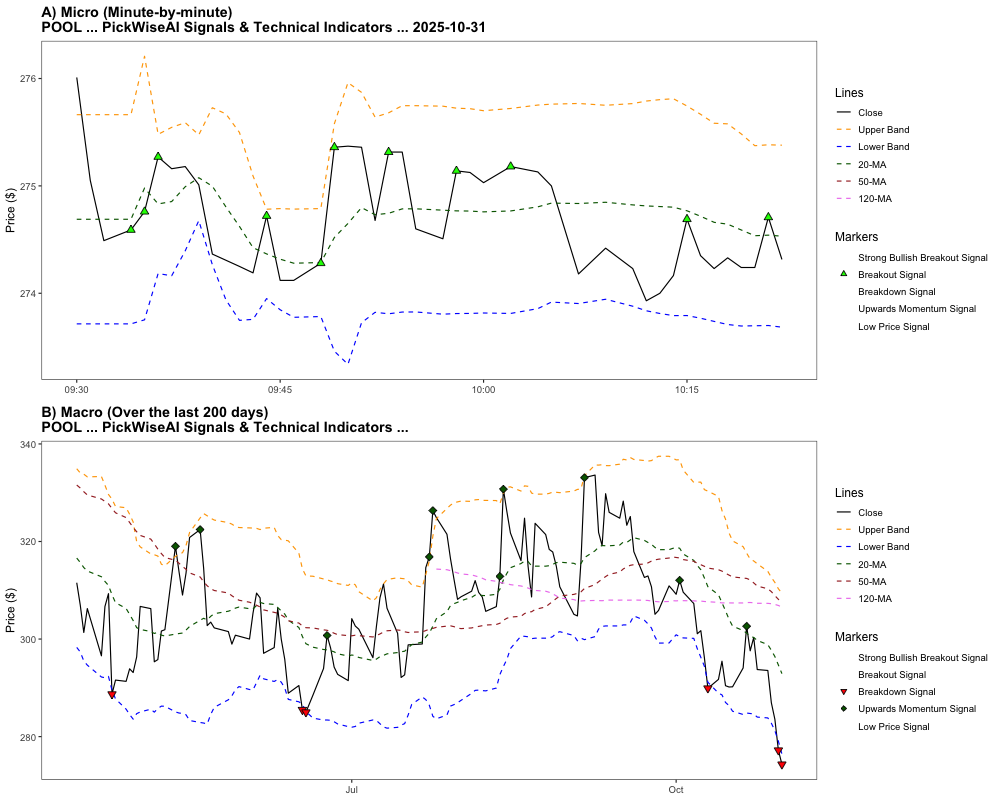 A) Micro (Minute-by-minute)
POOL ... PickWiseAI Signals & Technical Indicators ... 2025-10-31
276
275
274
Price ($)
09:30
09:45
10:00
10:15
Lines
Close
Upper Band
Lower Band
20-MA
50-MA
120-MA
Markers
Strong Bullish Breakout Signal
Breakout Signal
Breakdown Signal
Upwards Momentum Signal
Low Price Signal
B) Macro (Over the last 200 days)
POOL ... PickWiseAI Signals & Technical Indicators ...
340
320
300
280
Price ($)
Jul
Oct
Lines
Close
Upper Band
Lower Band
20-MA
50-MA
120-MA
Markers
Strong Bullish Breakout Signal
Breakout Signal
Breakdown Signal
Upwards Momentum Signal
Low Price Signal